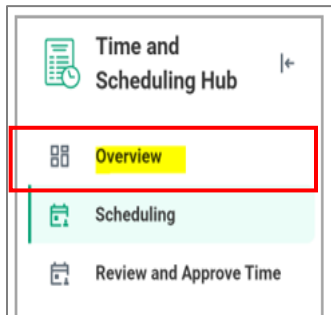 Time and
Scheduling Hub
Overview
Scheduling
Review and Approve Time